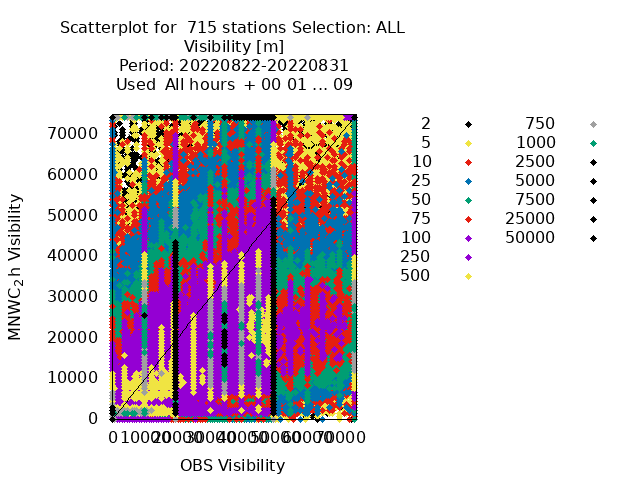 Scatterplot for 715 stations Selection: ALL
Visibility [m]
Period: 20220822-20220831
Used All hours + 00 01 ... 09
MNWC_2h Visibility
70000
60000
50000
40000
30000
20000
10000
0
0 10000 20000 30000 40000 50000 60000 70000
OBS Visibility
2 750
5 1000
10 2500
25 5000
50 7500
75 25000
100 50000
250
500